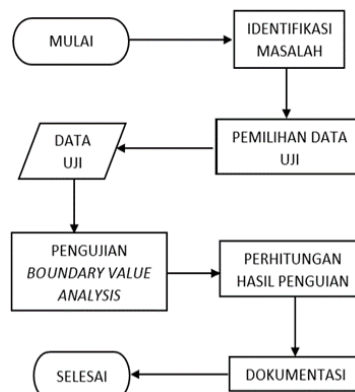 MULAI
IDENTIFIKASI
MASALAH
PEMILIHAN DATA
UJI
DATA
UJI
PENGUJIAN
BOUNDARY VALUE
ANALYSIS
PERHITUNGAN
HASIL PENGUIAN
DOKUMENTASI
SELESAI